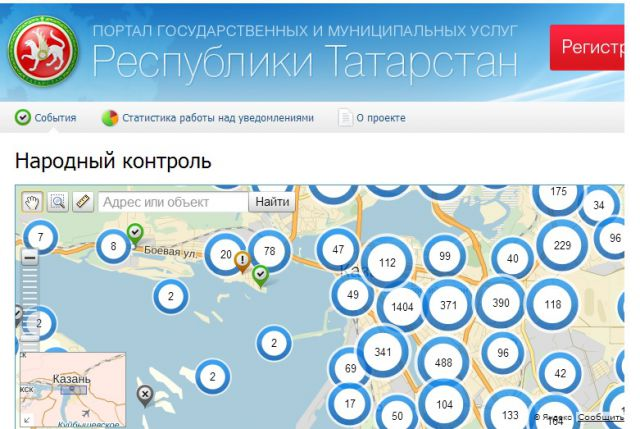 ПОРТАЛ ГОСУДАРСТВЕННЫХ И МУНИЦИПАЛЬНЫХ УСЛУГ
Республики Татарстан
Регистр
События
Статистика работы над уведомлениями
О проекте
Народный контроль
Адрес или объект
Найти
175
34
7
8
Боевая ул.
20
78
47
112
99
40
229
96
2
49
1404
371
390
118
2
2
341
488
96
42
69
2
17
50
104
133
164
Казань
КСК
Куйбышевское
© Яндекс
Сообщить